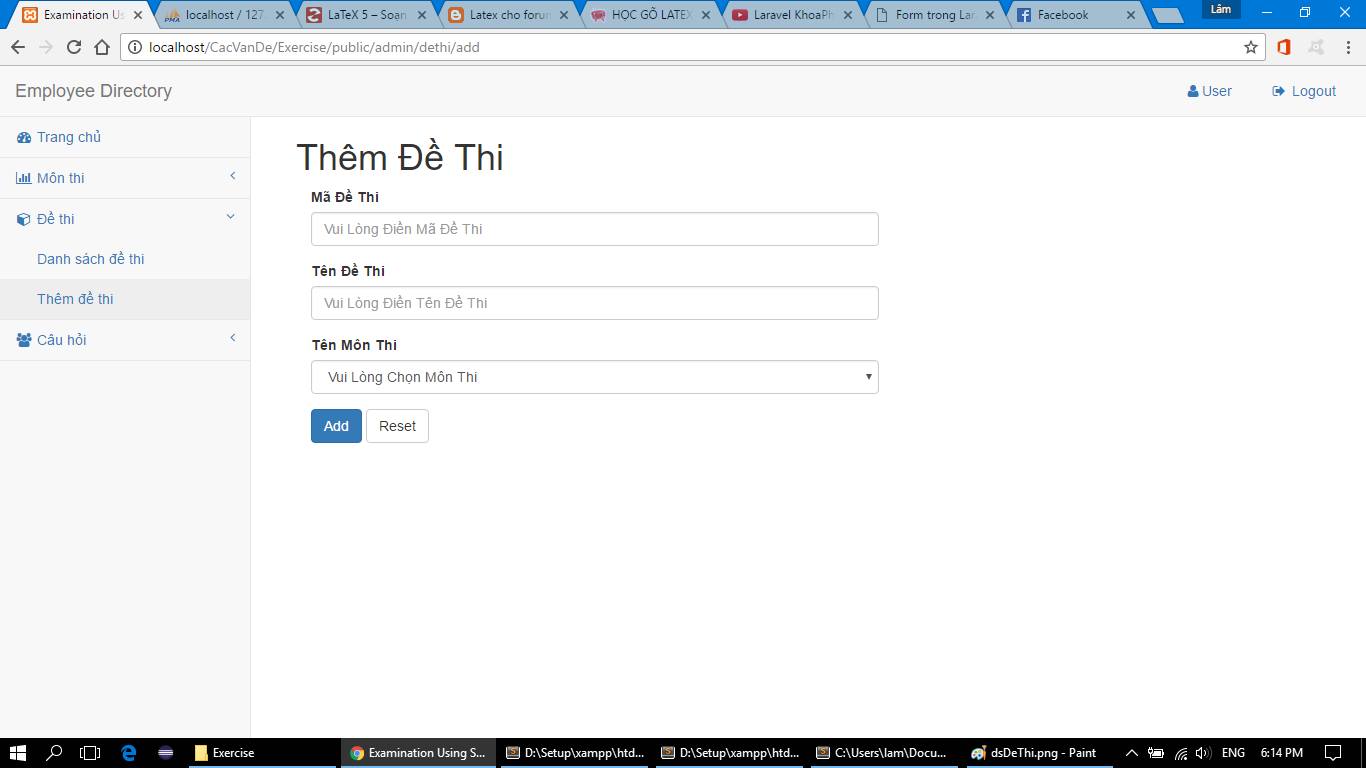 Examination Us
localhost / 127.
LaTeX 5 – Soan
Latex cho forun
HỌC GÕ LATEX
Laravel KhoaPh
Form trong Lar
Facebook
Lâm
localhost/CacVanDe/Exercise/public/admin/dethi/add
Employee Directory
User
Logout
Trang chủ
Môn thi
Đề thi
Danh sách đề thi
Thêm đề thi
Câu hỏi
Thêm Đề Thi
Mã Đề Thi
Vui Lòng Điền Mã Đề Thi
Tên Đề Thi
Vui Lòng Điền Tên Đề Thi
Tên Môn Thi
Vui Lòng Chọn Môn Thi
Add
Reset
Exercise
Examination Using S...
D:\Setup\xampp\htd...
D:\Setup\xampp\htd...
C:\Users\lam\Docu...
dsDeThi.png - Paint
ENG
6:14 PM